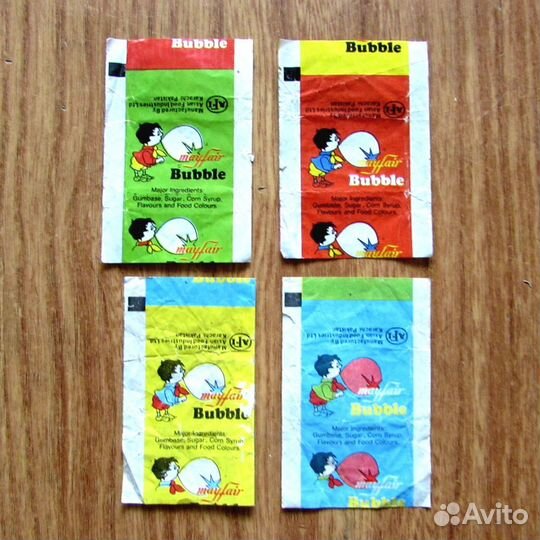 Bubble
Manufactured By
Asian Food Industries Ltd
Karachi Pakistan
AFI
mayfair
Bubble
Major Ingredients
Gumbase, Sugar, Corn Syrup,
Flavours and Food Colours.
mayfair
Bubble
Manufactured By
Asian Food Industries Ltd
Karachi Pakistan
AFI
mayfair
Bubble
Major Ingredients
Gumbase, Sugar, Corn Syrup,
Flavours and Food Colours.
mayfair
Bubble
Manufactured By
Asian Food Industries Ltd
Karachi Pakistan
AFI
mayfair
Bubble
Major Ingredients
Gumbase, Sugar, Corn Syrup
Flavours and Food Colours.
mayfair
Manufactured By
Asian Food Industries Ltd
Karachi Pakistan
AFI
mayfair
Bubble
Major Ingredients
Gumbase, Sugar, Corn Syrup,
Flavours and Food Colours.
mayfair
Avito